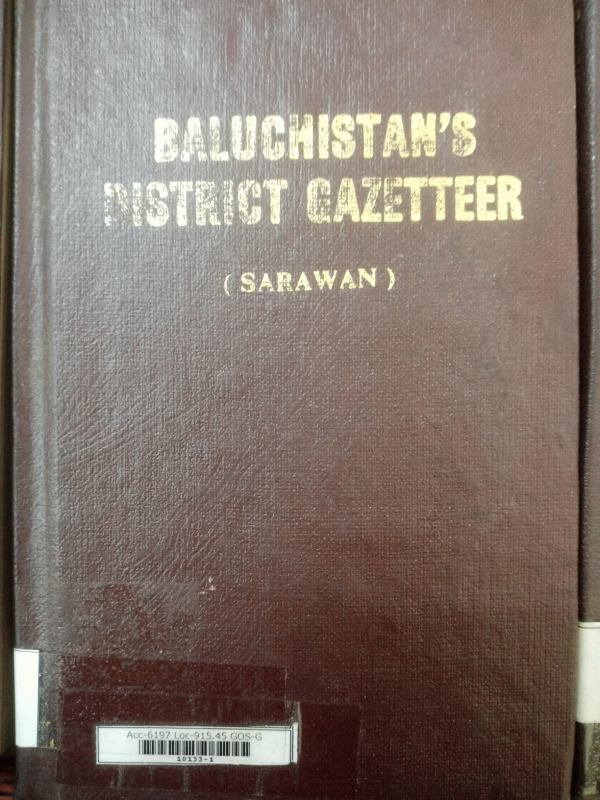 BALUCHISTAN'S
DISTRICT GAZETTEER
( SARAWAN )
Acc-6197 Loc-915.45 GOS-G
10133-1